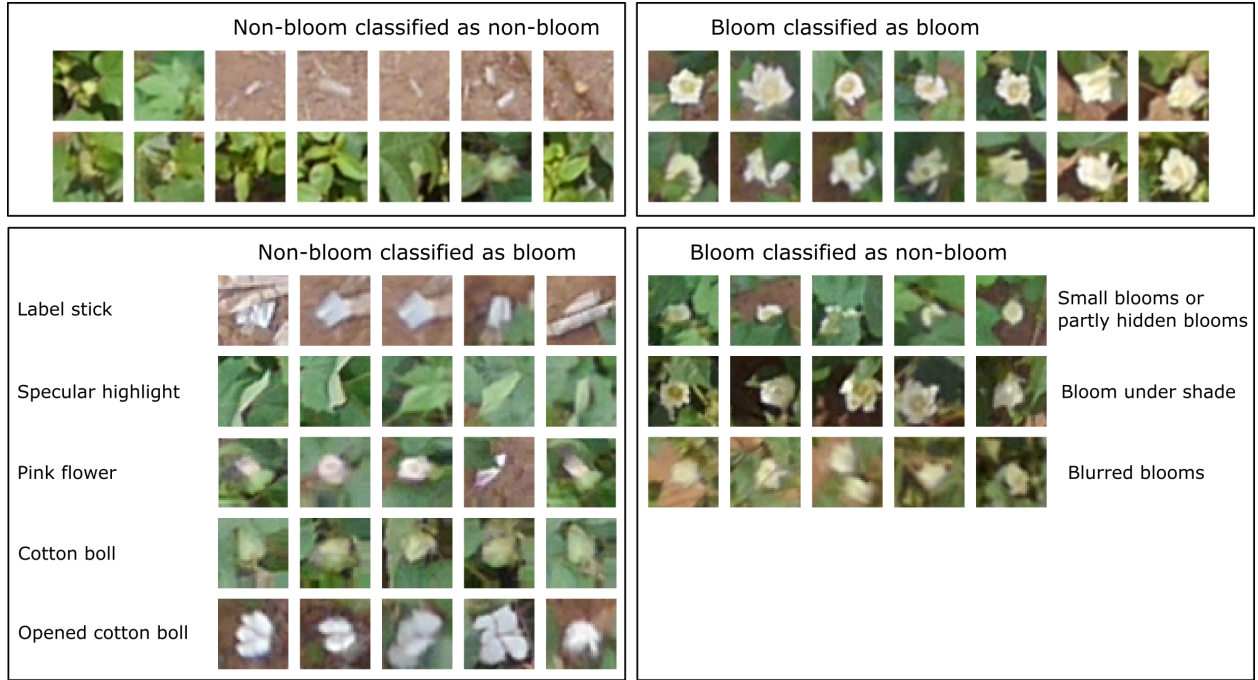 Non-bloom classified as non-bloom
Bloom classified as bloom
Non-bloom classified as bloom
Label stick
Specular highlight
Pink flower
Cotton boll
Opened cotton boll
Bloom classified as non-bloom
Small blooms or
partly hidden blooms
Bloom under shade
Blurred blooms